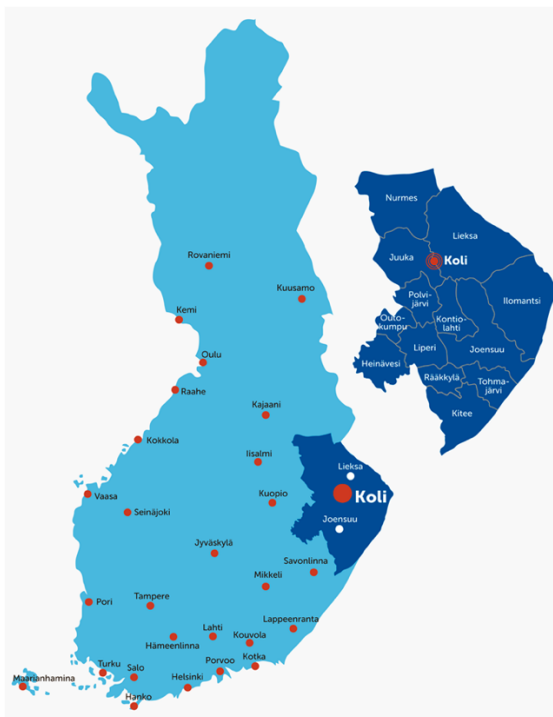 Nurmes
Lieksa
Juuka
Koli
Polvi-
järvi
Ilomantsi
Outo-
kumpu
Kontio-
lahti
Liperi
Joensuu
Heinävesi
Rääkkylä
Tohma-
järvi
Kitee
Rovaniemi
Kuusamo
Kemi
Oulu
Raahe
Kajaani
Kokkola
Iisalmi
Lieksa
Vaasa
Kuopio
Koli
Seinäjoki
Joensuu
Jyväskylä
Savonlinna
Mikkeli
Pori
Tampere
Lappeenranta
Lahti
Kouvola
Hämeenlinna
Turku
Salo
Porvoo
Kotka
Maarianhamina
Helsinki
Hanko